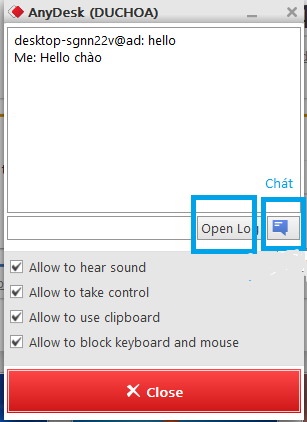 AnyDesk (DUCHOA)
desktop-sgnn22v@ad: hello
Me: Hello chào
Chát
Open Log
Allow to hear sound
Allow to take control
Allow to use clipboard
Allow to block keyboard and mouse
Close